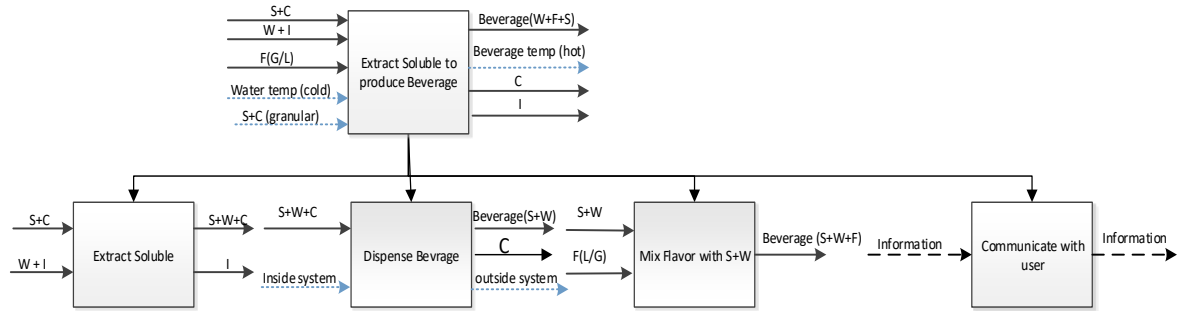 S+C
W + I
F(G/L)
Water temp (cold)
S+C (granular)
Extract Soluble to
produce Beverage
Beverage(W+F+S)
Beverage temp (hot)
C
I
S+C
W + I
Extract Soluble
S+W+C
I
S+W+C
Inside system
Dispense Bevrage
Beverage(S+W)
C
outside system
S+W
F(L/G)
Mix Flavor with S+W
Beverage (S+W+F)
Information
Communicate with
user
Information